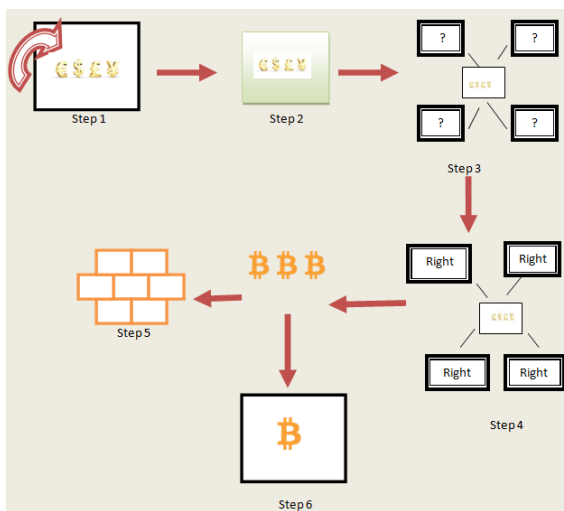 ₢ $ £ ¥
Step 1
₢ $ £ ¥
Step 2
?
?
₢ $ £ ¥
?
?
Step 3
Right
Right
₢ $ £ ¥
Right
Right
Step 4
₿ ₿ ₿
Step 5
₿
Step 6